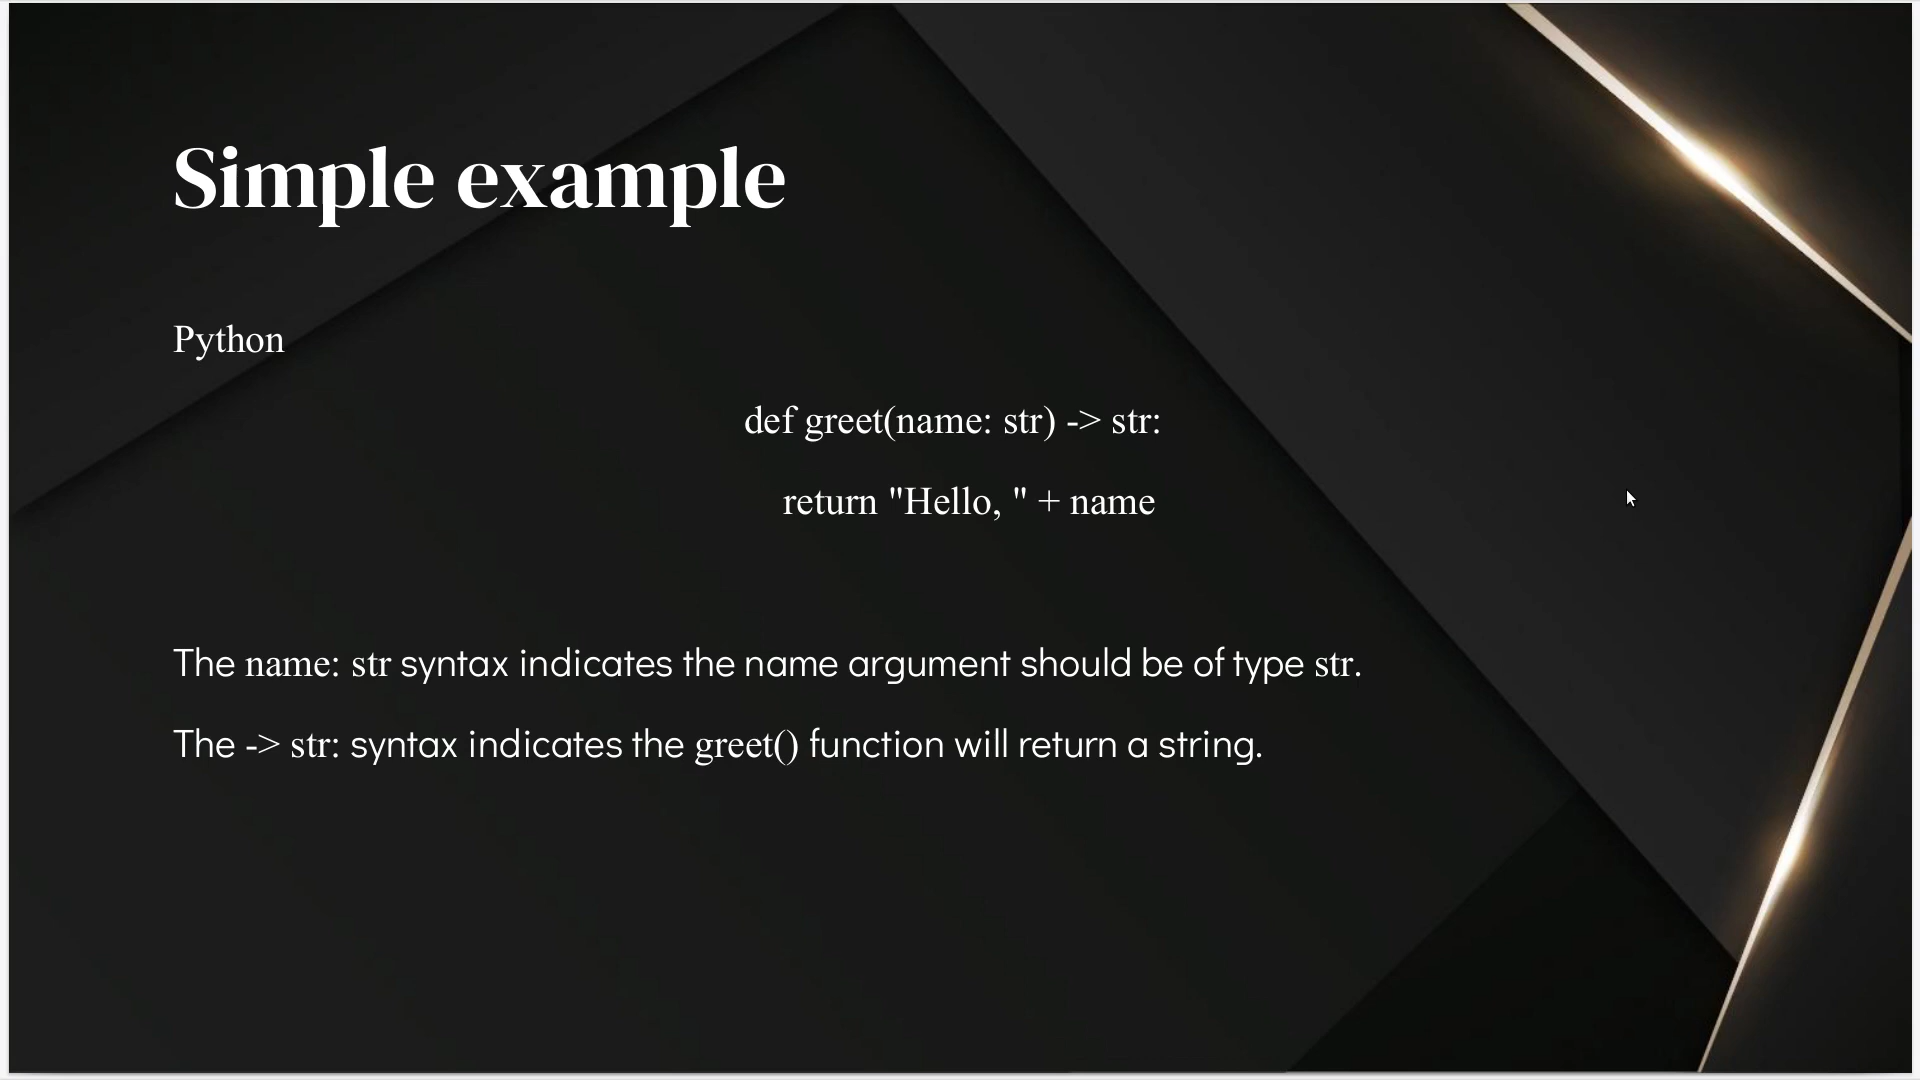 Simple example
Python
def greet(name: str) -> str:
return "Hello, " + name
The name: str syntax indicates the name argument should be of type str.
The -> str: syntax indicates the greet() function will return a string.